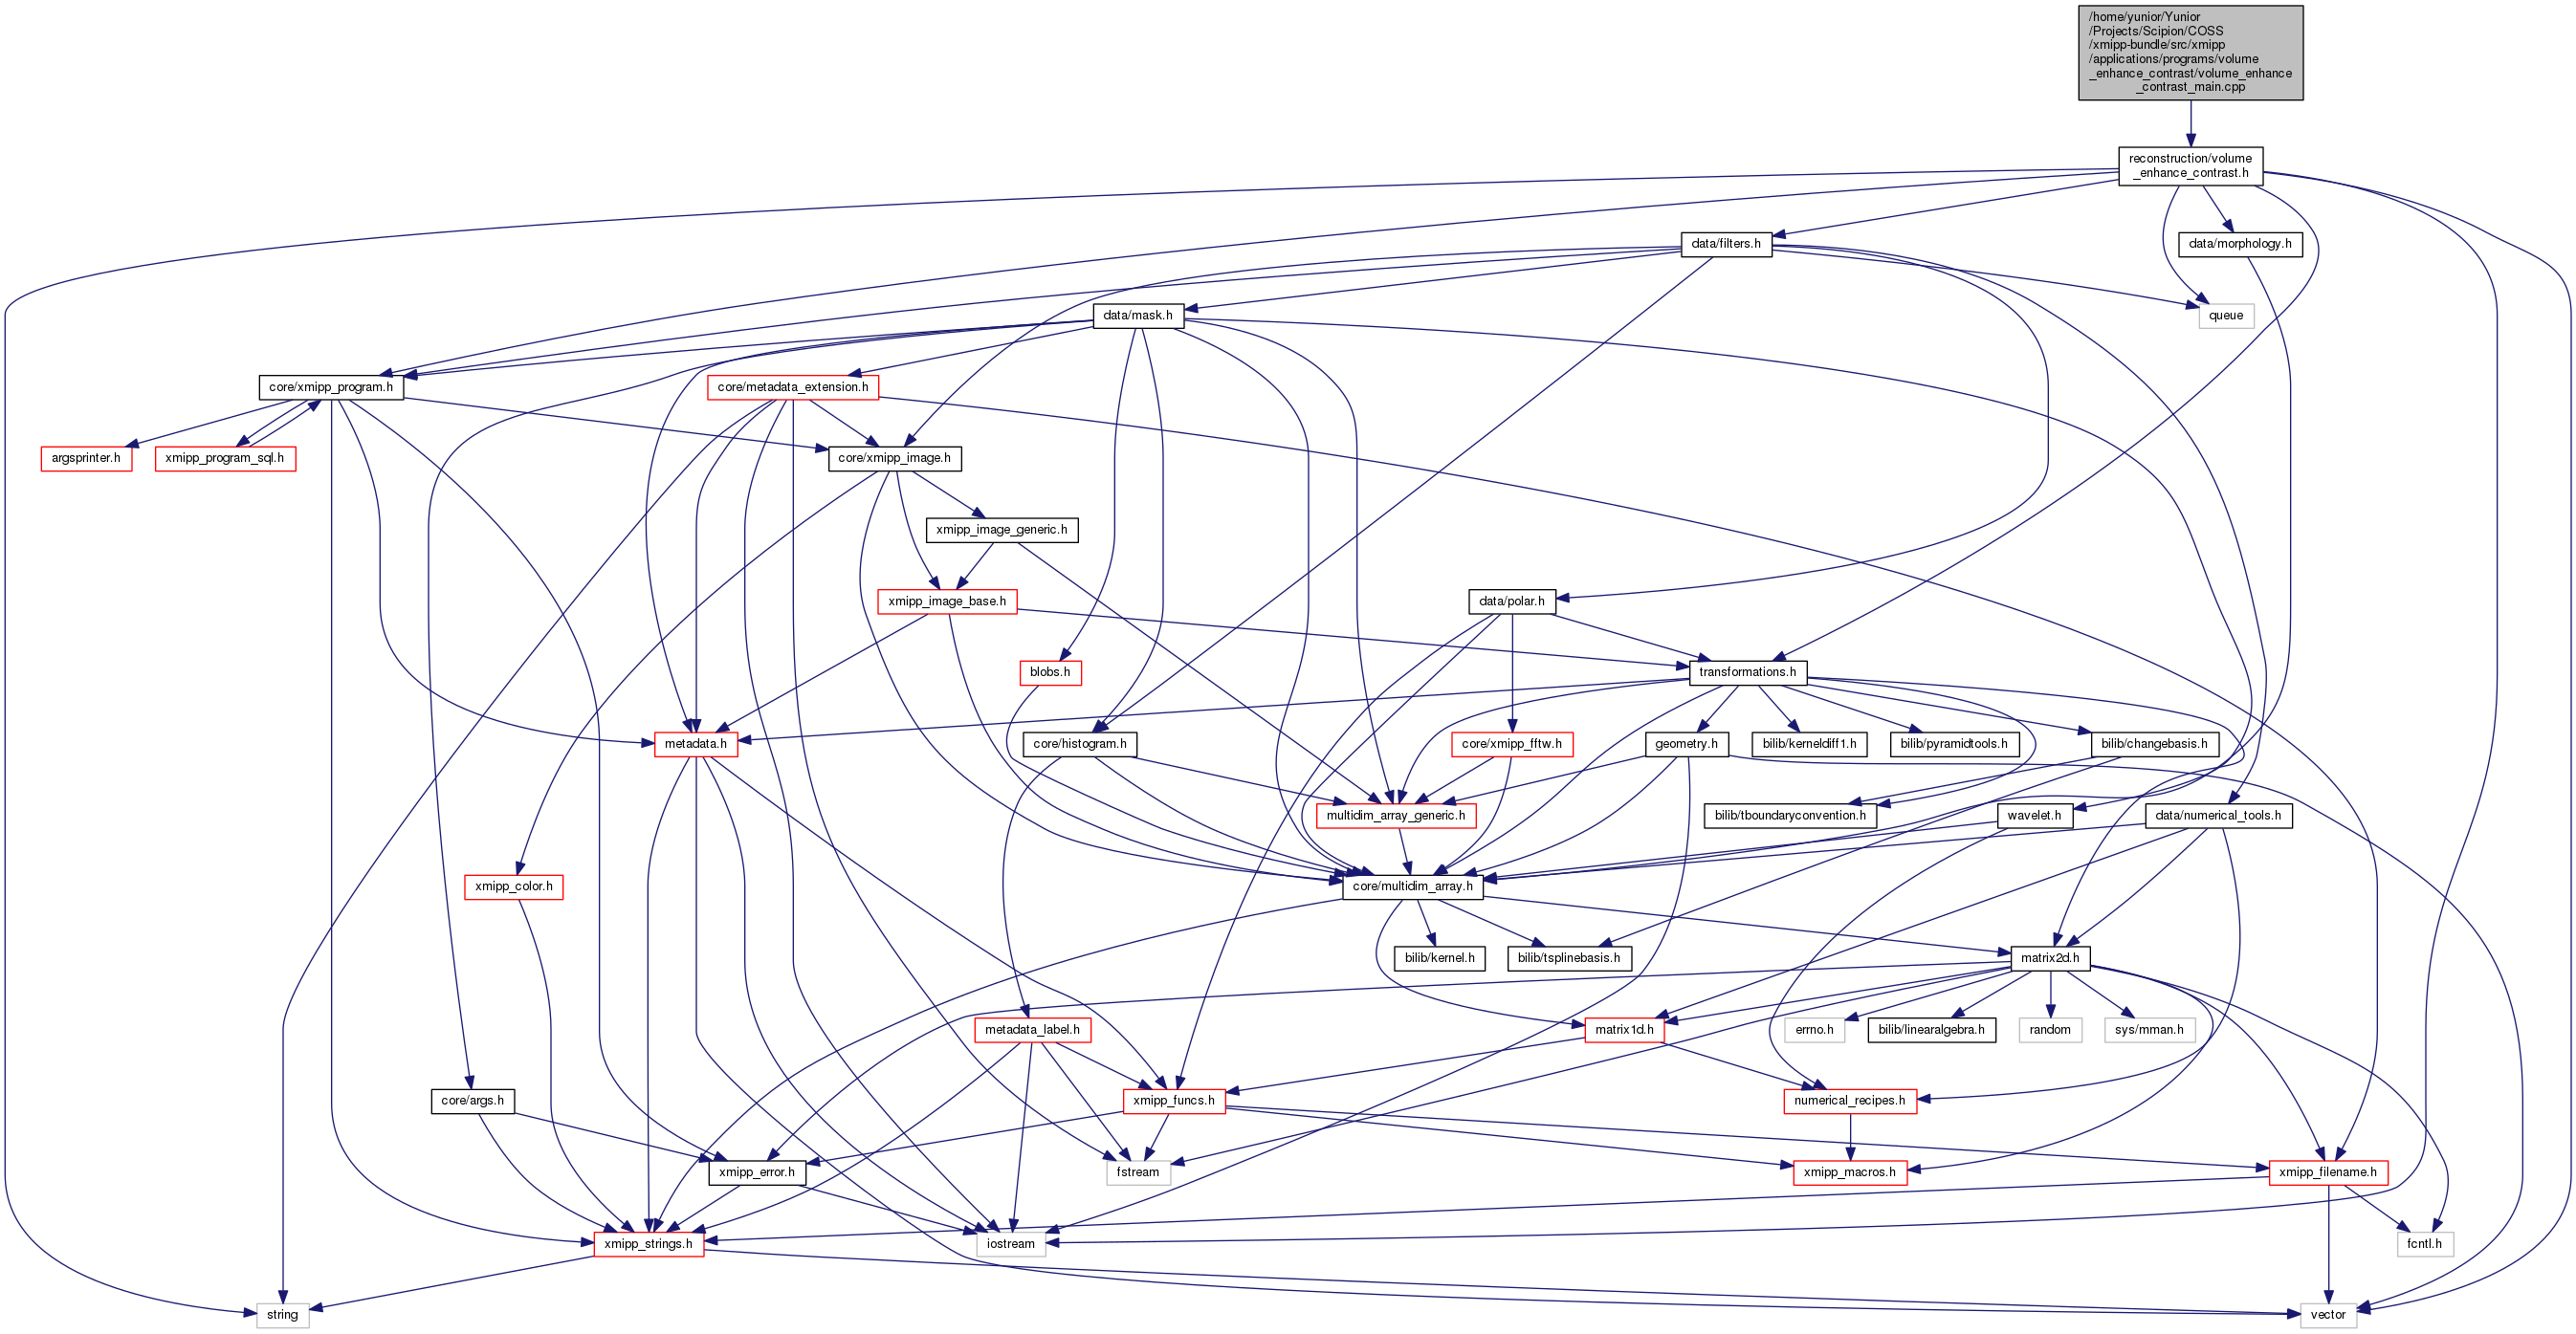 /home/yunior/Yunior
/Projects/Scipion/COSS
/xmipp-bundle/src/xmipp
/applications/programs/volume
_enhance_contrast/volume_enhance
_contrast_main.cpp
reconstruction/volume
_enhance_contrast.h
data/filters.h
data/morphology.h
data/mask.h
queue
core/xmipp_program.h
core/metadata_extension.h
argsprinter.h
xmipp_program_sql.h
core/xmipp_image.h
xmipp_image_generic.h
xmipp_image_base.h
data/polar.h
blobs.h
transformations.h
metadata.h
core/histogram.h
core/xmipp_fftw.h
geometry.h
bilib/kerneldiff1.h
bilib/pyramidtools.h
bilib/changebasis.h
multidim_array_generic.h
bilib/tboundaryconvention.h
wavelet.h
data/numerical_tools.h
xmipp_color.h
core/multidim_array.h
bilib/kernel.h
bilib/tsplinebasis.h
matrix2d.h
metadata_label.h
matrix1d.h
errno.h
bilib/linearalgebra.h
random
sys/mman.h
core/args.h
xmipp_funcs.h
numerical_recipes.h
xmipp_error.h
fstream
xmipp_macros.h
xmipp_filename.h
xmipp_strings.h
iostream
fcntl.h
string
vector